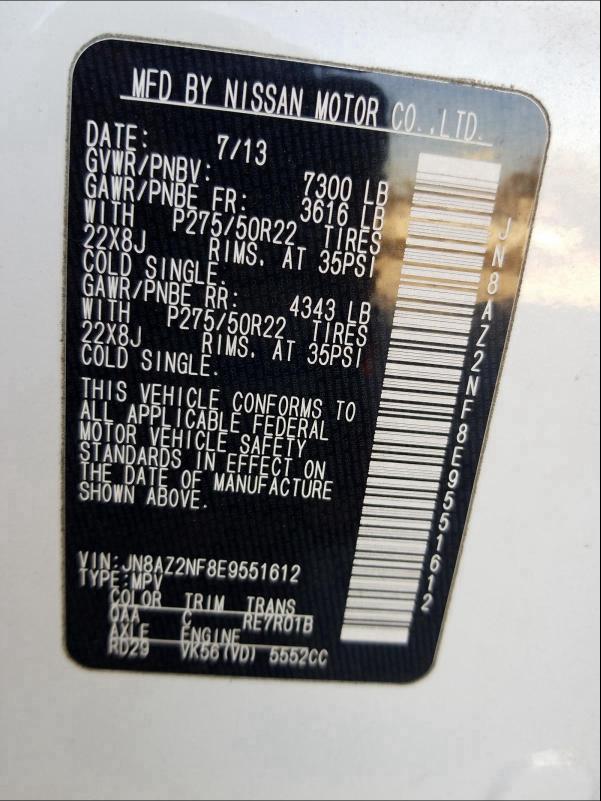 MFD BY NISSAN MOTOR CO.,LTD.
DATE: 7/13
GVWR/PNBV: 7300 LB
GAWR/PNBE FR: 3616 LB
WITH P275/50R22 TIRES
22X8J RIMS. AT 35PSI
COLD SINGLE.
GAWR/PNBE RR: 4343 LB
WITH P275/50R22 TIRES
22X8J RIMS. AT 35PSI
COLD SINGLE.
THIS VEHICLE CONFORMS TO
ALL APPLICABLE FEDERAL
MOTOR VEHICLE SAFETY
STANDARDS IN EFFECT ON
THE DATE OF MANUFACTURE
SHOWN ABOVE.
VIN:JN8AZ2NF8E9551612
TYPE:MPV
COLOR TRIM TRANS
QAA C RE7R01B
AXLE ENGINE
RD29 VK56(VD) 5552CC
JN8AZ2NF8E9551612